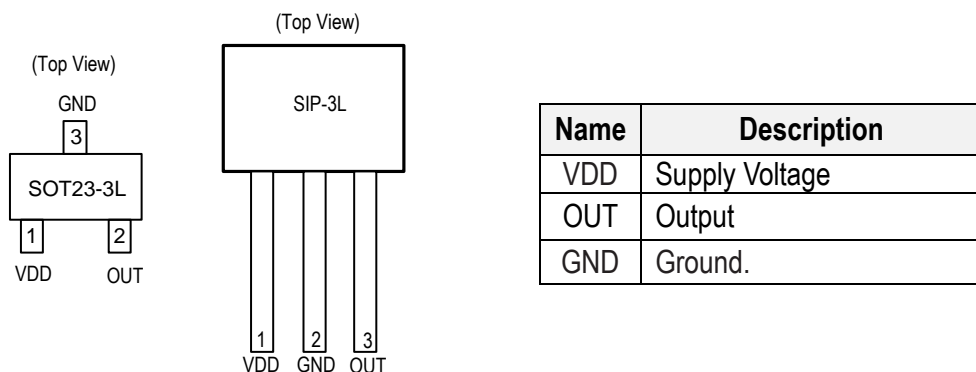 (Top View)
GND
3
SOT23-3L
1 2
VDD OUT
(Top View)
SIP-3L
1 2 3
VDD GND OUT
Name Description
VDD Supply Voltage
OUT Output
GND Ground.